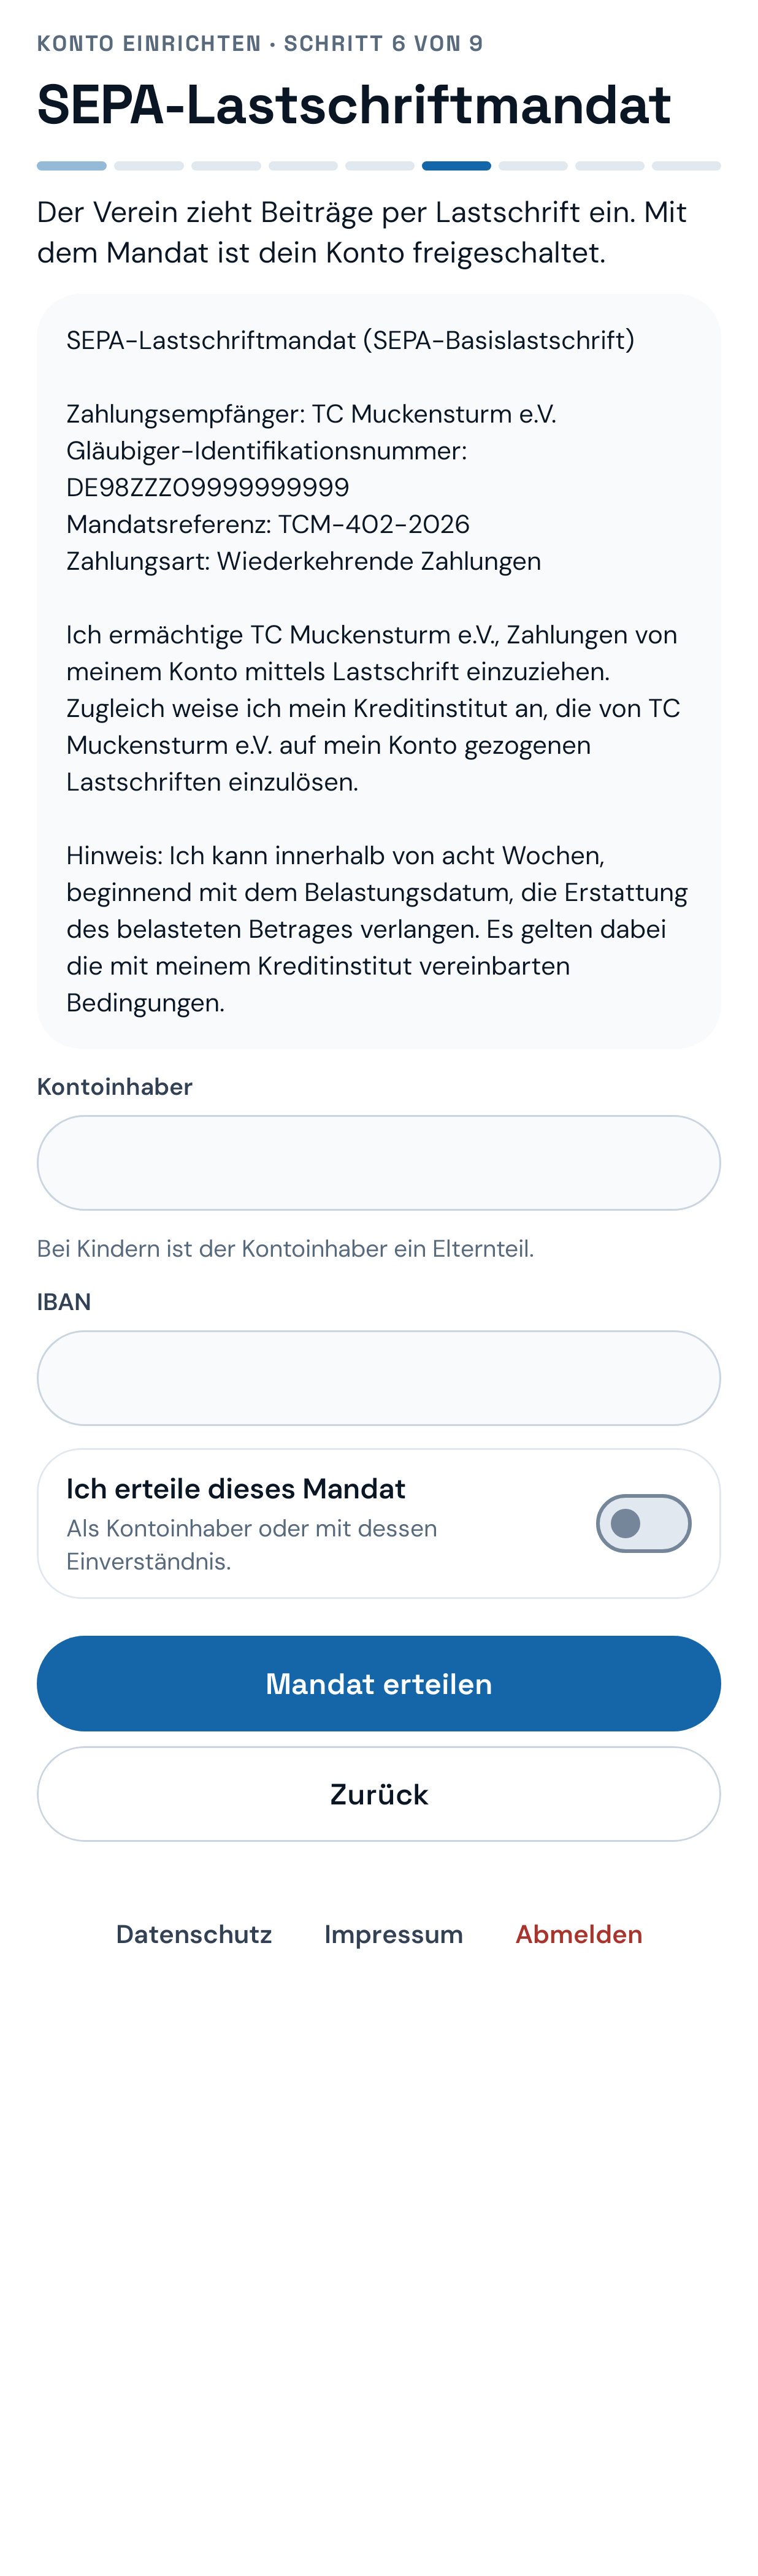 KONTO EINRICHTEN · SCHRITT 6 VON 9
SEPA-Lastschriftmandat
Der Verein zieht Beiträge per Lastschrift ein. Mit
dem Mandat ist dein Konto freigeschaltet.
SEPA-Lastschriftmandat (SEPA-Basislastschrift)
Zahlungsempfänger: TC Muckensturm e.V.
Gläubiger-Identifikationsnummer:
DE98ZZZ09999999999
Mandatsreferenz: TCM-402-2026
Zahlungsart: Wiederkehrende Zahlungen
Ich ermächtige TC Muckensturm e.V., Zahlungen von
meinem Konto mittels Lastschrift einzuziehen.
Zugleich weise ich mein Kreditinstitut an, die von TC
Muckensturm e.V. auf mein Konto gezogenen
Lastschriften einzulösen.
Hinweis: Ich kann innerhalb von acht Wochen,
beginnend mit dem Belastungsdatum, die Erstattung
des belasteten Betrages verlangen. Es gelten dabei
die mit meinem Kreditinstitut vereinbarten
Bedingungen.
Kontoinhaber
Bei Kindern ist der Kontoinhaber ein Elternteil.
IBAN
Ich erteile dieses Mandat
Als Kontoinhaber oder mit dessen
Einverständnis.
Mandat erteilen
Zurück
Datenschutz Impressum Abmelden